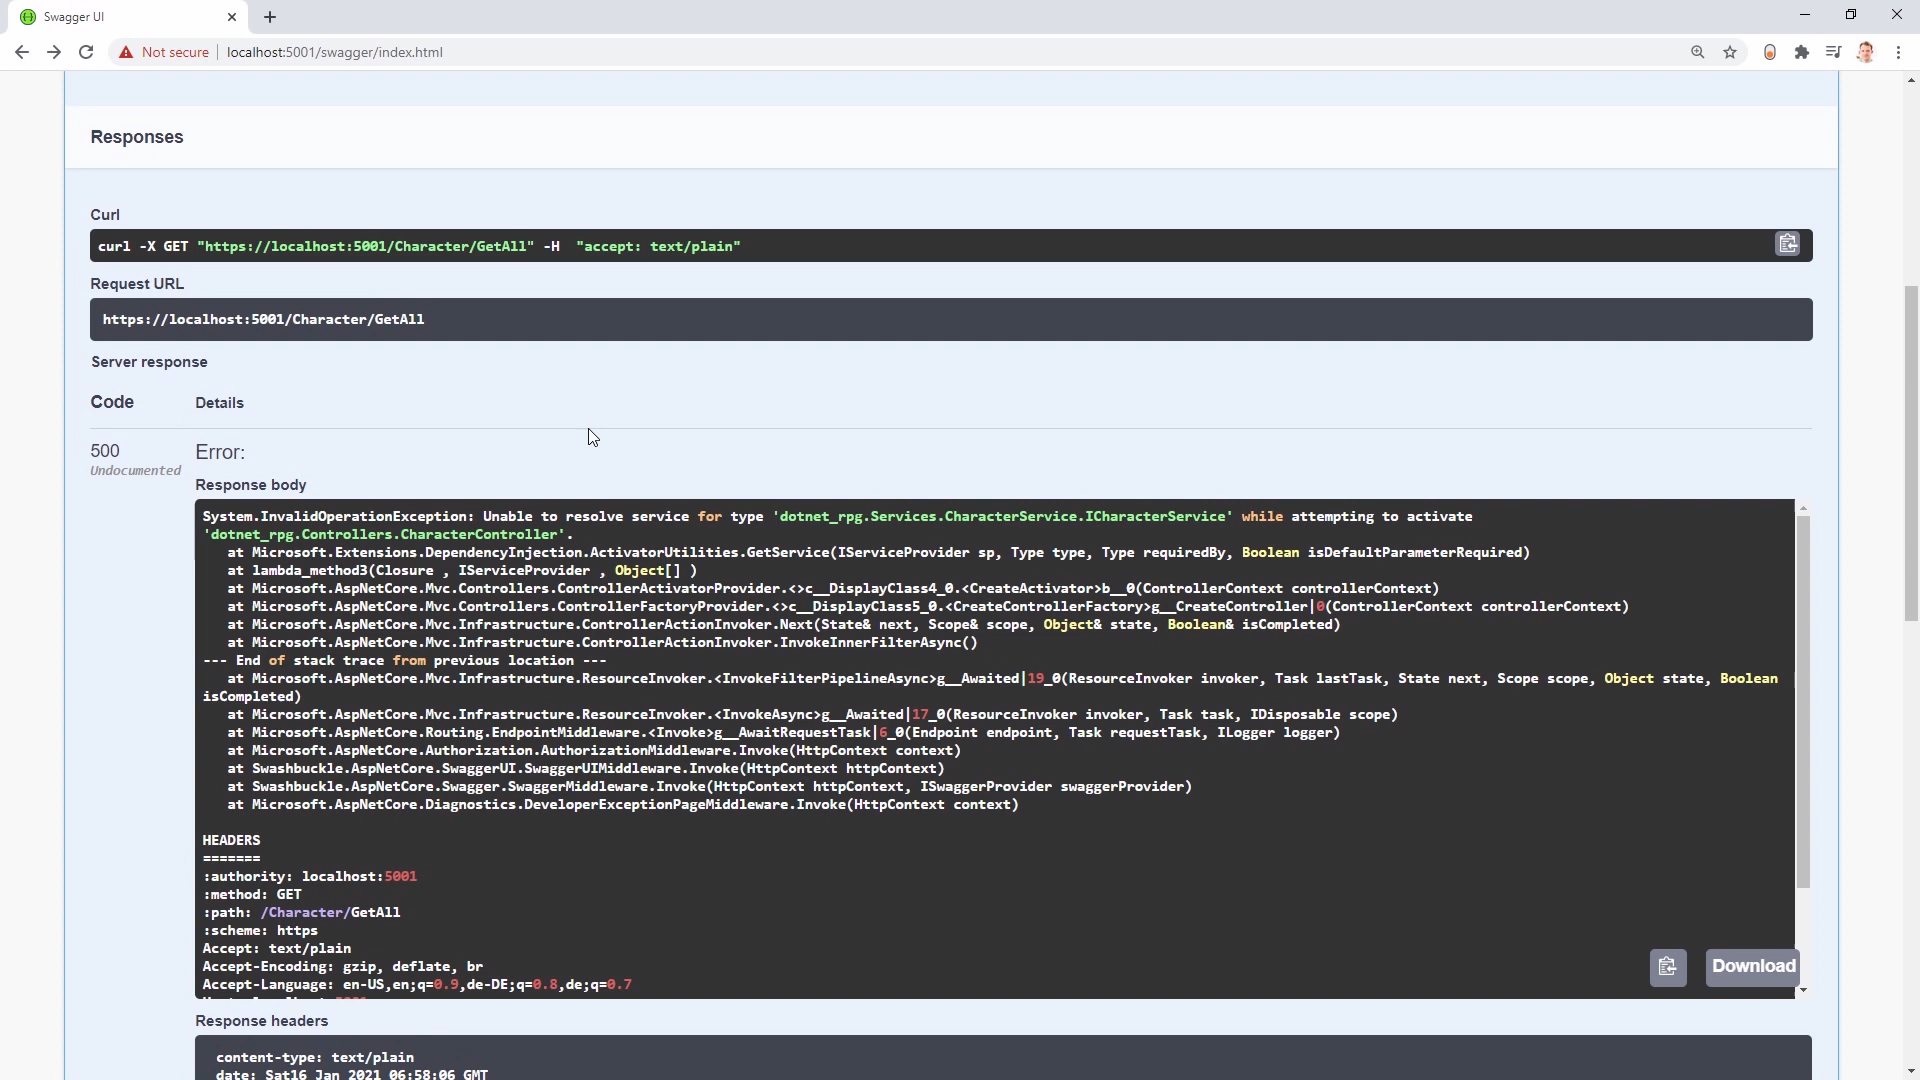 Swagger UI
Not secure
localhost:5001/swagger/index.html
Responses
Curl
curl -X GET "https://localhost:5001/Character/GetAll" -H  "accept: text/plain"
Request URL
https://localhost:5001/Character/GetAll
Server response
Code
Details
500
Undocumented
Error:
Response body
System.InvalidOperationException: Unable to resolve service for type 'dotnet_rpg.Services.CharacterService.ICharacterService' while attempting to activate
'dotnet_rpg.Controllers.CharacterController'.
at Microsoft.Extensions.DependencyInjection.ActivatorUtilities.GetService(IServiceProvider sp, Type type, Type requiredBy, Boolean isDefaultParameterRequired)
at lambda_method3(Closure , IServiceProvider , Object[] )
at Microsoft.AspNetCore.Mvc.Controllers.ControllerActivatorProvider.<>c__DisplayClass4_0.<CreateActivator>b__0(ControllerContext controllerContext)
at Microsoft.AspNetCore.Mvc.Controllers.ControllerFactoryProvider.<>c__DisplayClass5_0.<CreateControllerFactory>g__CreateController|0(ControllerContext controllerContext)
at Microsoft.AspNetCore.Mvc.Infrastructure.ControllerActionInvoker.Next(State& next, Scope& scope, Object& state, Boolean& isCompleted)
at Microsoft.AspNetCore.Mvc.Infrastructure.ControllerActionInvoker.InvokeInnerFilterAsync()
--- End of stack trace from previous location ---
at Microsoft.AspNetCore.Mvc.Infrastructure.ResourceInvoker.<InvokeFilterPipelineAsync>g__Awaited|19_0(ResourceInvoker invoker, Task lastTask, State next, Scope scope, Object state, Boolean
isCompleted)
at Microsoft.AspNetCore.Mvc.Infrastructure.ResourceInvoker.<InvokeAsync>g__Awaited|17_0(ResourceInvoker invoker, Task task, IDisposable scope)
at Microsoft.AspNetCore.Routing.EndpointMiddleware.<Invoke>g__AwaitRequestTask|6_0(Endpoint endpoint, Task requestTask, ILogger logger)
at Microsoft.AspNetCore.Authorization.AuthorizationMiddleware.Invoke(HttpContext context)
at Swashbuckle.AspNetCore.SwaggerUI.SwaggerUIMiddleware.Invoke(HttpContext httpContext)
at Swashbuckle.AspNetCore.Swagger.SwaggerMiddleware.Invoke(HttpContext httpContext, ISwaggerProvider swaggerProvider)
at Microsoft.AspNetCore.Diagnostics.DeveloperExceptionPageMiddleware.Invoke(HttpContext context)
HEADERS
=======
:authority: localhost:5001
:method: GET
:path: /Character/GetAll
:scheme: https
Accept: text/plain
Accept-Encoding: gzip, deflate, br
Accept-Language: en-US,en;q=0.9,de-DE;q=0.8,de;q=0.7
Download
Response headers
content-type: text/plain
date: Sat16 Jan 2021 06:58:06 GMT